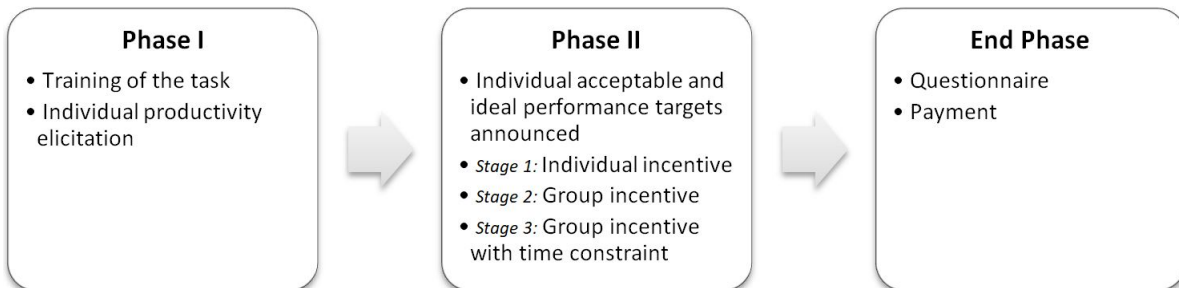 Phase I
• Training of the task
• Individual productivity
elicitation
Phase II
• Individual acceptable and
ideal performance targets
announced
• Stage 1: Individual incentive
• Stage 2: Group incentive
• Stage 3: Group incentive
with time constraint
End Phase
• Questionnaire
• Payment